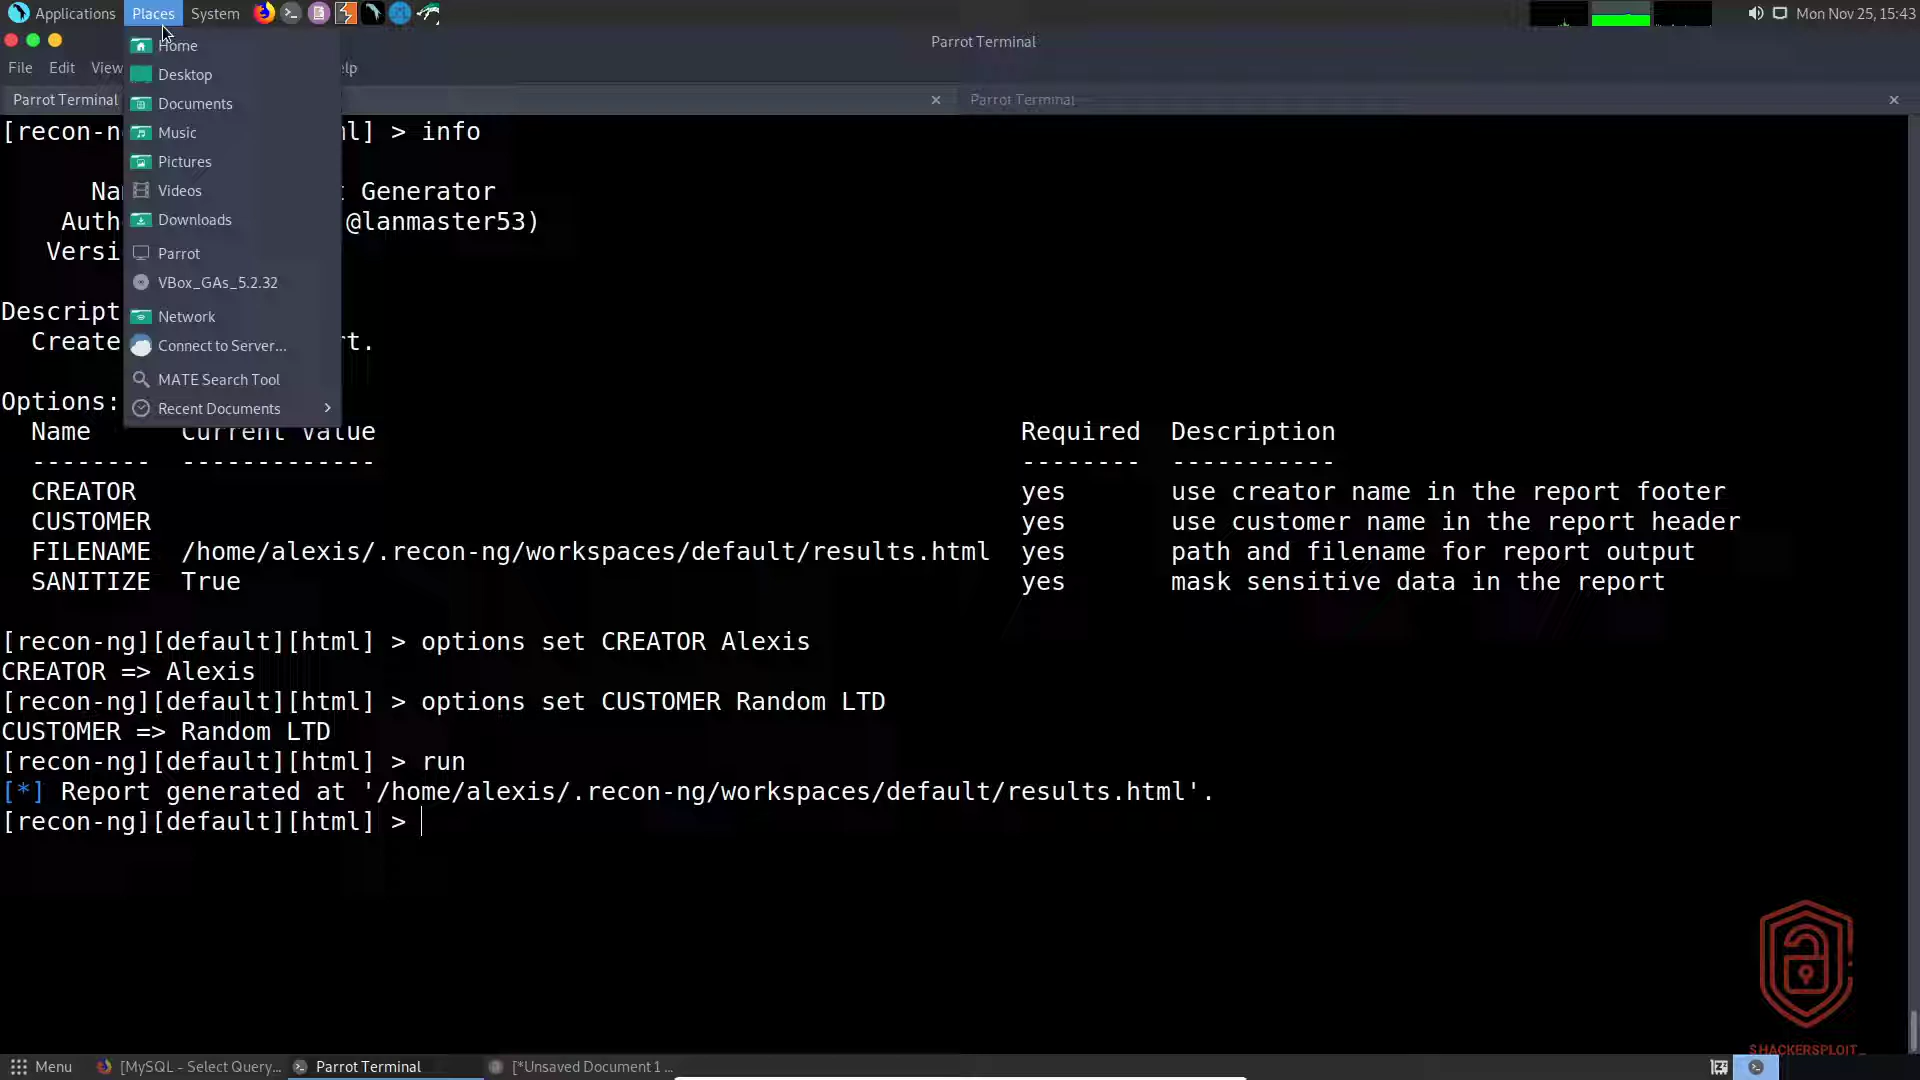 Applications Places System Mon Nov 25, 15:43
Parrot Terminal
File Edit View elp
Parrot Terminal × Parrot Terminal ×
Home
Desktop
Documents
Music
Pictures
Videos
Downloads
Parrot
VBox_GAs_5.2.32
Network
Connect to Server...
MATE Search Tool
Recent Documents
[recon-n ml] > info
Na t Generator
Auth @lanmaster53)
Versi
Descript
Create rt.
Options:
Name Current Value Required Description
-------- ------------- -------- -----------
CREATOR yes use creator name in the report footer
CUSTOMER yes use customer name in the report header
FILENAME /home/alexis/.recon-ng/workspaces/default/results.html yes path and filename for report output
SANITIZE True yes mask sensitive data in the report
[recon-ng][default][html] > options set CREATOR Alexis
CREATOR => Alexis
[recon-ng][default][html] > options set CUSTOMER Random LTD
CUSTOMER => Random LTD
[recon-ng][default][html] > run
[*] Report generated at '/home/alexis/.recon-ng/workspaces/default/results.html'.
[recon-ng][default][html] >
HACKERSPLOIT_
Menu [MySQL - Select Query... Parrot Terminal [*Unsaved Document 1 ...